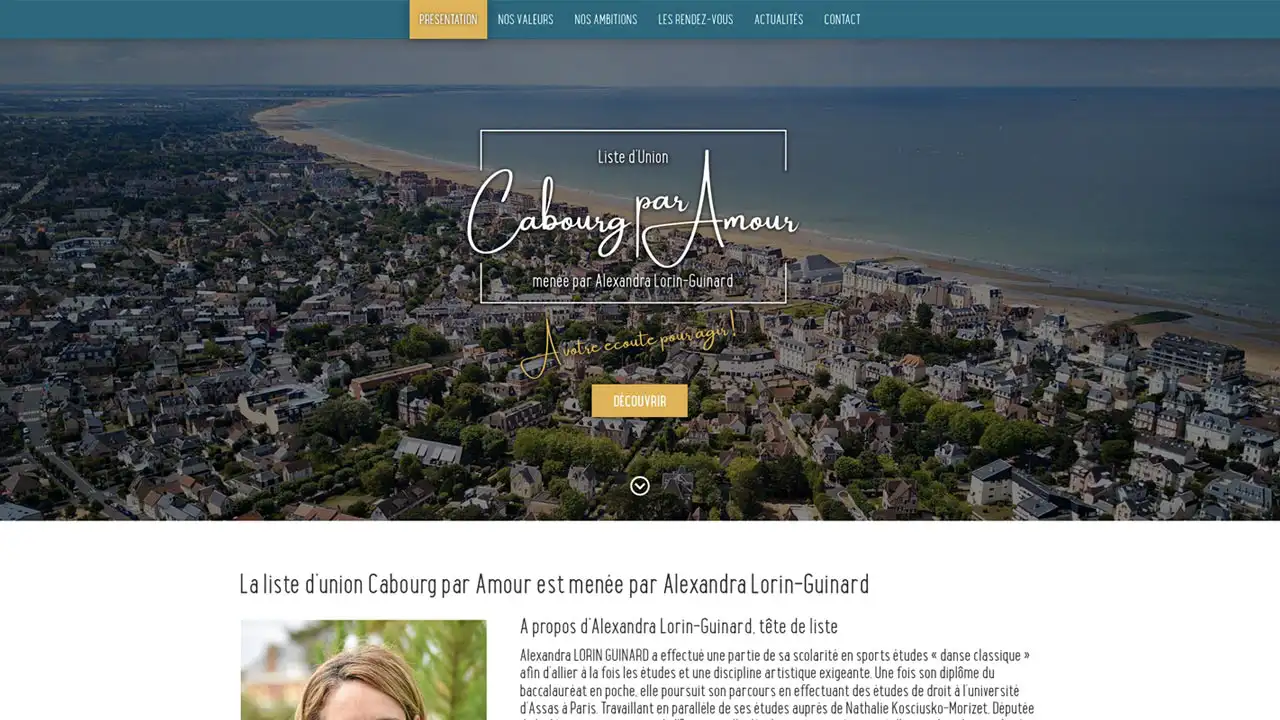 PRÉSENTATION NOS VALEURS NOS AMBITIONS LES RENDEZ-VOUS ACTUALITÉS CONTACT
Liste d'Union
Cabourg par Amour
menée par Alexandra Lorin-Guinard
A votre écoute pour agir !
DÉCOUVRIR
La liste d'union Cabourg par Amour est menée par Alexandra Lorin-Guinard
A propos d'Alexandra Lorin-Guinard, tête de liste
Alexandra LORIN GUINARD a effectué une partie de sa scolarité en sports études « danse classique »
afin d'allier à la fois les études et une discipline artistique exigeante. Une fois son diplôme du
baccalauréat en poche, elle poursuit son parcours en effectuant des études de droit à l'université
d'Assas à Paris. Travaillant en parallèle de ses études auprès de Nathalie Kosciusko-Morizet, Députée